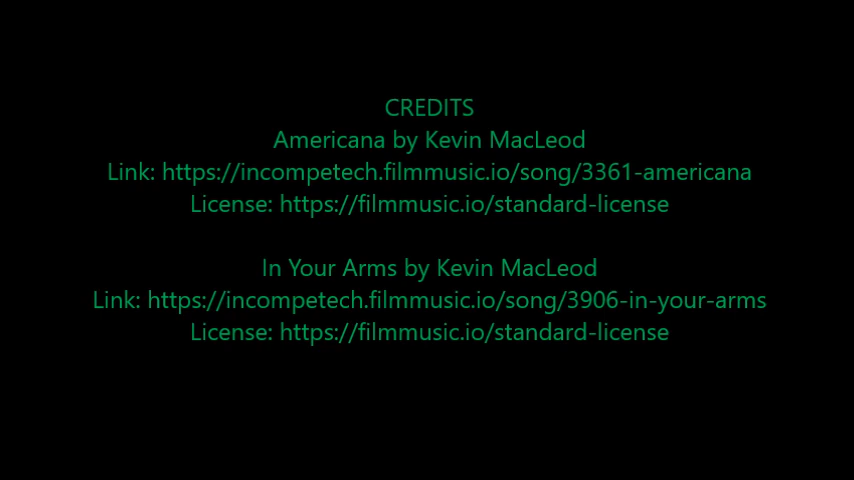 CREDITS
Americana by Kevin MacLeod
Link: https://incompetech.filmmusic.io/song/3361-americana
License: https://filmmusic.io/standard-license
In Your Arms by Kevin MacLeod
Link: https://incompetech.filmmusic.io/song/3906-in-your-arms
License: https://filmmusic.io/standard-license